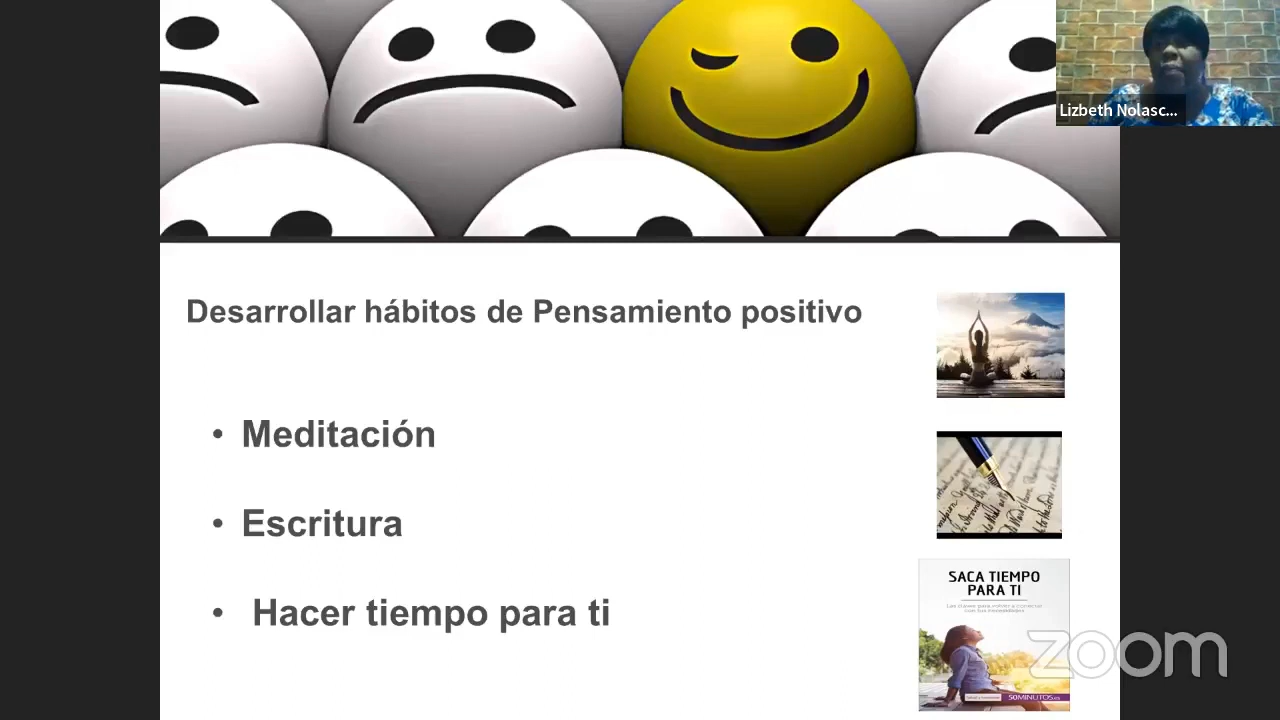 Lizbeth Nolasc...
Desarrollar hábitos de Pensamiento positivo
• Meditación
• Escritura
• Hacer tiempo para ti
SACA TIEMPO
PARA TI
50MINUTOS.es
zoom